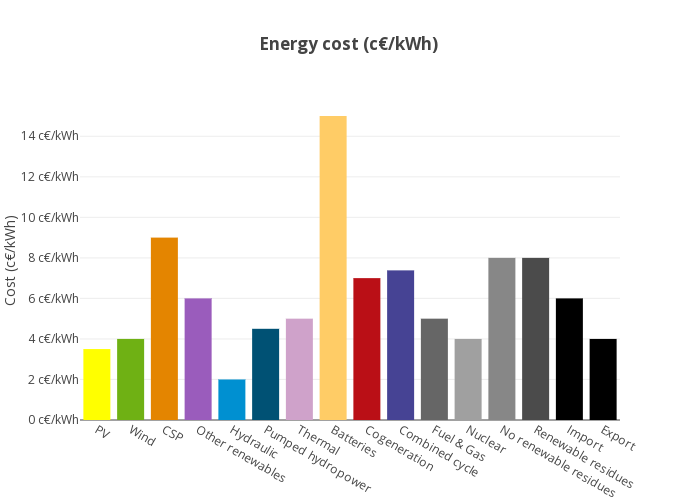 Energy cost (c€/kWh)
Cost (c€/kWh)
14 c€/kWh
12 c€/kWh
10 c€/kWh
8 c€/kWh
6 c€/kWh
4 c€/kWh
2 c€/kWh
0 c€/kWh
PV
Wind
CSP
Other renewables
Hydraulic
Pumped hydropower
Thermal
Batteries
Cogeneration
Combined cycle
Fuel & Gas
Nuclear
No renewable residues
Renewable residues
Import
Export